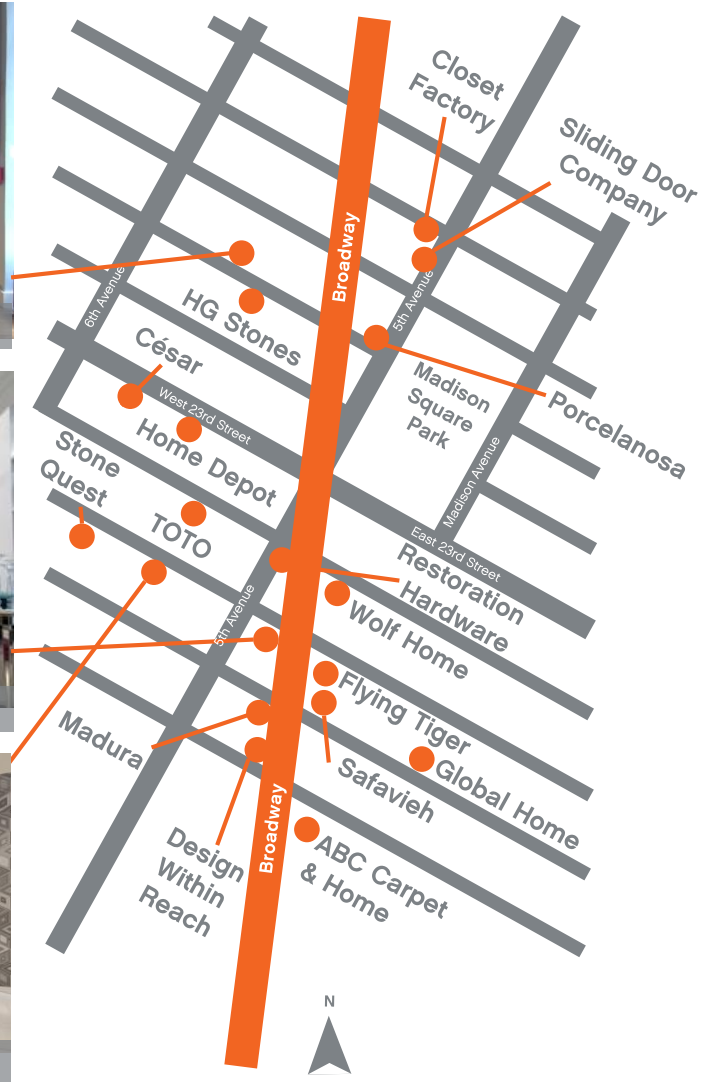 Closet
Factory
Sliding Door
Company
Broadway
6th Avenue
5th Avenue
HG Stones
César
Madison
Square
Park
Porcelanosa
West 23rd Street
Home Depot
Stone
Quest
Madison Avenue
TOTO
East 23rd Street
Restoration
Hardware
5th Avenue
Wolf Home
Flying Tiger
Madura
Safavieh
Global Home
Broadway
Design
Within
Reach
ABC Carpet
& Home
N